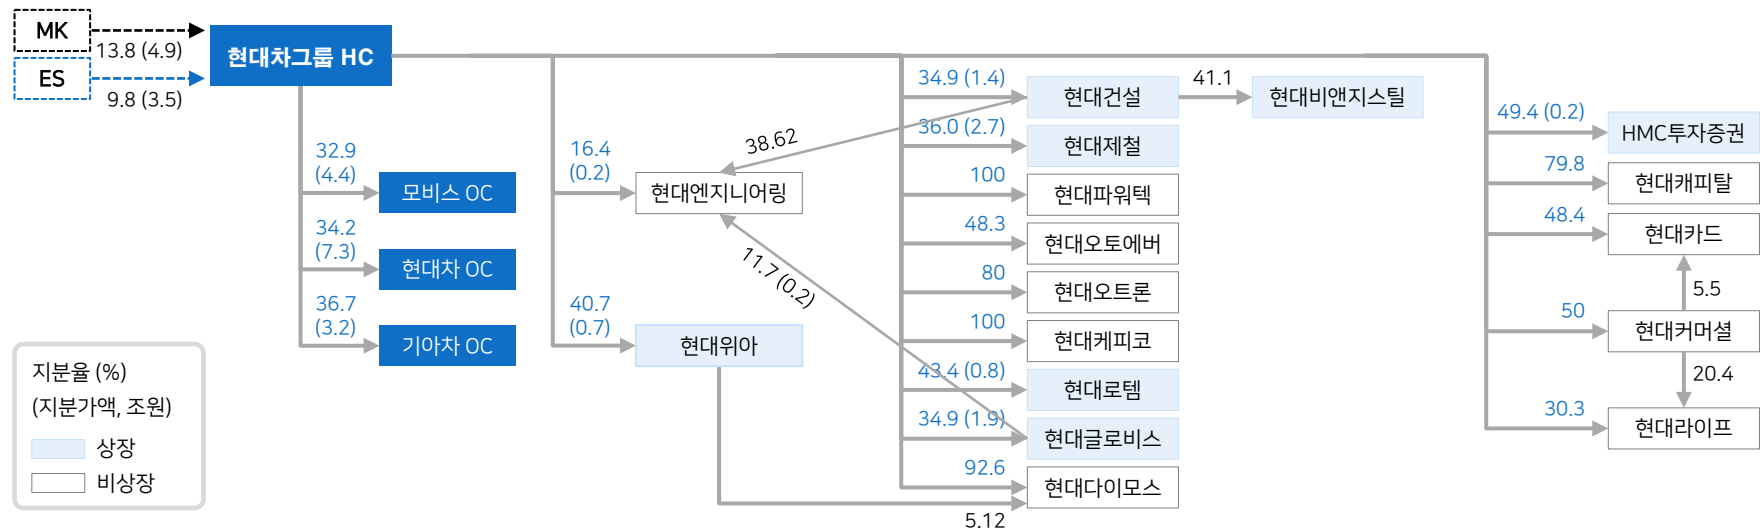 MK
13.8 (4.9)
ES
9.8 (3.5)
현대차그룹 HC
32.9
(4.4)
모비스 OC
34.2
(7.3)
현대차 OC
36.7
(3.2)
기아차 OC
16.4
(0.2)
현대엔지니어링
40.7
(0.7)
현대위아
38.62
11.7 (0.2)
34.9 (1.4)
현대건설
41.1
현대비앤지스틸
36.0 (2.7)
현대제철
100
현대파워텍
48.3
현대오토에버
80
현대오트론
100
현대케피코
43.4 (0.8)
현대로템
34.9 (1.9)
현대글로비스
92.6
현대다이모스
5.12
49.4 (0.2)
HMC투자증권
79.8
현대캐피탈
48.4
현대카드
5.5
50
현대커머셜
20.4
30.3
현대라이프
지분율 (%)
(지분가액, 조원)
상장
비상장